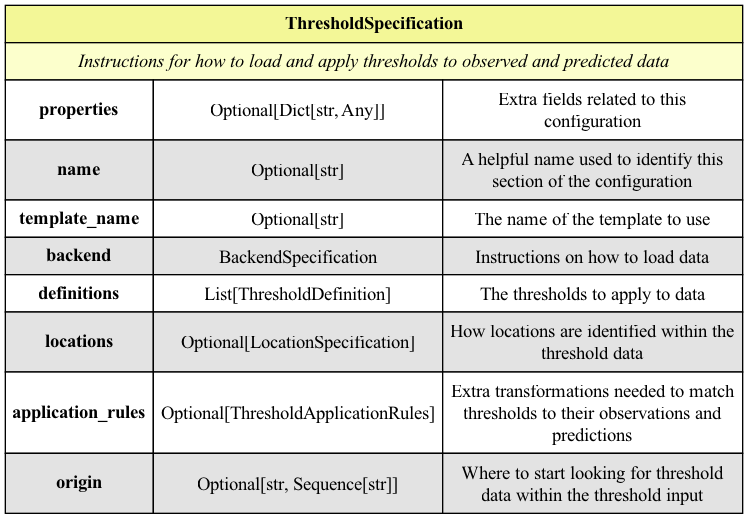 ThresholdSpecification
Instructions for how to load and apply thresholds to observed and predicted data
properties
Optional[Dict[str, Any]]
Extra fields related to this
configuration
name
Optional[str]
A helpful name used to identify this
section of the configuration
template_name
Optional[str]
The name of the template to use
backend
BackendSpecification
Instructions on how to load data
definitions
List[ThresholdDefinition]
The thresholds to apply to data
locations
Optional[LocationSpecification]
How locations are identified within the
threshold data
application_rules
Optional[ThresholdApplicationRules]
Extra transformations needed to match
thresholds to their observations and
predictions
origin
Optional[str, Sequence[str]]
Where to start looking for threshold
data within the threshold input